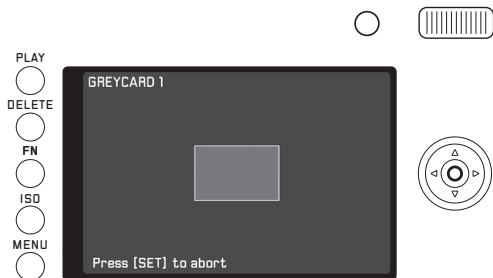 PLAY
GREYCARD 1
DELETE
FN
ISO
MENU
Press [SET] to abort